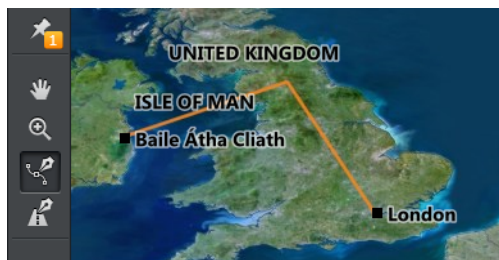 1
UNITED KINGDOM
ISLE OF MAN
Baile Átha Cliath
London